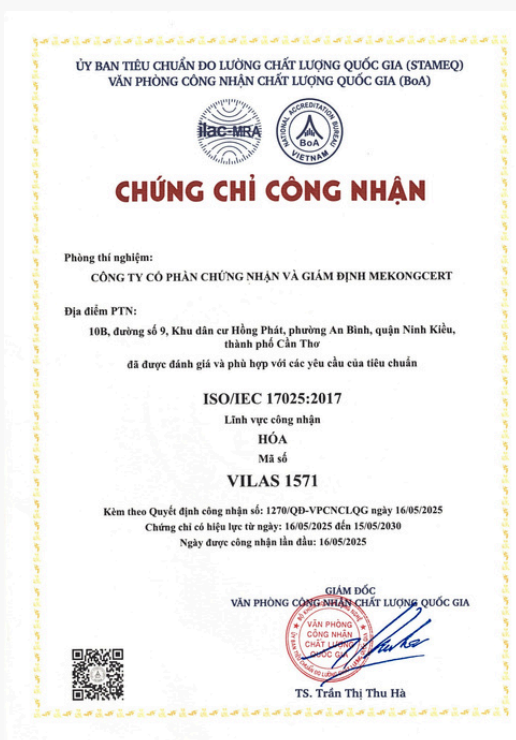 ỦY BAN TIÊU CHUẨN ĐO LƯỜNG CHẤT LƯỢNG QUỐC GIA (STAMEQ)
VĂN PHÒNG CÔNG NHẬN CHẤT LƯỢNG QUỐC GIA (BoA)
ilac-MRA
NATIONAL ACCREDITATION BUREAU
BoA
VIETNAM
CHỨNG CHỈ CÔNG NHẬN
Phòng thí nghiệm:
CÔNG TY CỔ PHẦN CHỨNG NHẬN VÀ GIÁM ĐỊNH MEKONGCERT
Địa điểm PTN:
10B, đường số 9, Khu dân cư Hồng Phát, phường An Bình, quận Ninh Kiều,
thành phố Cần Thơ
đã được đánh giá và phù hợp với các yêu cầu của tiêu chuẩn
ISO/IEC 17025:2017
Lĩnh vực công nhận
HÓA
Mã số
VILAS 1571
Kèm theo Quyết định công nhận số: 1270/QĐ-VPCNCLQG ngày 16/05/2025
Chứng chỉ có hiệu lực từ ngày: 16/05/2025 đến 15/05/2030
Ngày được công nhận lần đầu: 16/05/2025
GIÁM ĐỐC
VĂN PHÒNG CÔNG NHẬN CHẤT LƯỢNG QUỐC GIA
VĂN PHÒNG
CÔNG NHẬN
CHẤT LƯỢNG
QUỐC GIA
TS. Trần Thị Thu Hà